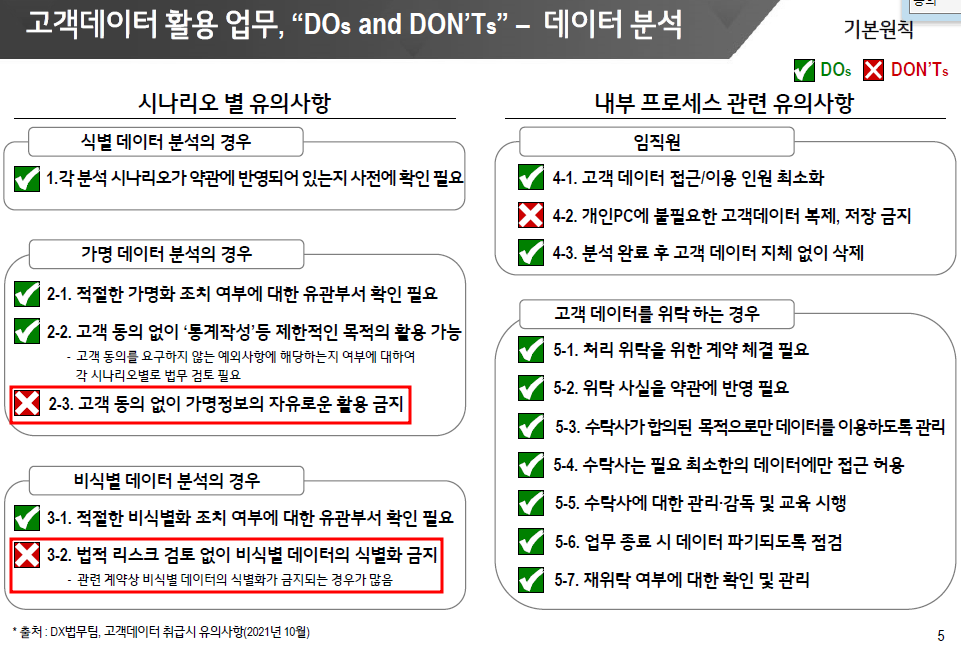 고객데이터 활용 업무, “DOs and DON’Ts” – 데이터 분석
기본원칙
DOs DON’Ts
시나리오 별 유의사항
식별 데이터 분석의 경우
1.각 분석 시나리오가 약관에 반영되어 있는지 사전에 확인 필요
가명 데이터 분석의 경우
2-1. 적절한 가명화 조치 여부에 대한 유관부서 확인 필요
2-2. 고객 동의 없이 ‘통계작성’등 제한적인 목적의 활용 가능
- 고객 동의를 요구하지 않는 예외사항에 해당하는지 여부에 대하여
각 시나리오별로 법무 검토 필요
2-3. 고객 동의 없이 가명정보의 자유로운 활용 금지
비식별 데이터 분석의 경우
3-1. 적절한 비식별화 조치 여부에 대한 유관부서 확인 필요
3-2. 법적 리스크 검토 없이 비식별 데이터의 식별화 금지
- 관련 계약상 비식별 데이터의 식별화가 금지되는 경우가 많음
내부 프로세스 관련 유의사항
임직원
4-1. 고객 데이터 접근/이용 인원 최소화
4-2. 개인PC에 불필요한 고객데이터 복제, 저장 금지
4-3. 분석 완료 후 고객 데이터 지체 없이 삭제
고객 데이터를 위탁 하는 경우
5-1. 처리 위탁을 위한 계약 체결 필요
5-2. 위탁 사실을 약관에 반영 필요
5-3. 수탁사가 합의된 목적으로만 데이터를 이용하도록 관리
5-4. 수탁사는 필요 최소한의 데이터에만 접근 허용
5-5. 수탁사에 대한 관리·감독 및 교육 시행
5-6. 업무 종료 시 데이터 파기되도록 점검
5-7. 재위탁 여부에 대한 확인 및 관리
* 출처 : DX법무팀, 고객데이터 취급시 유의사항(2021년 10월)
5